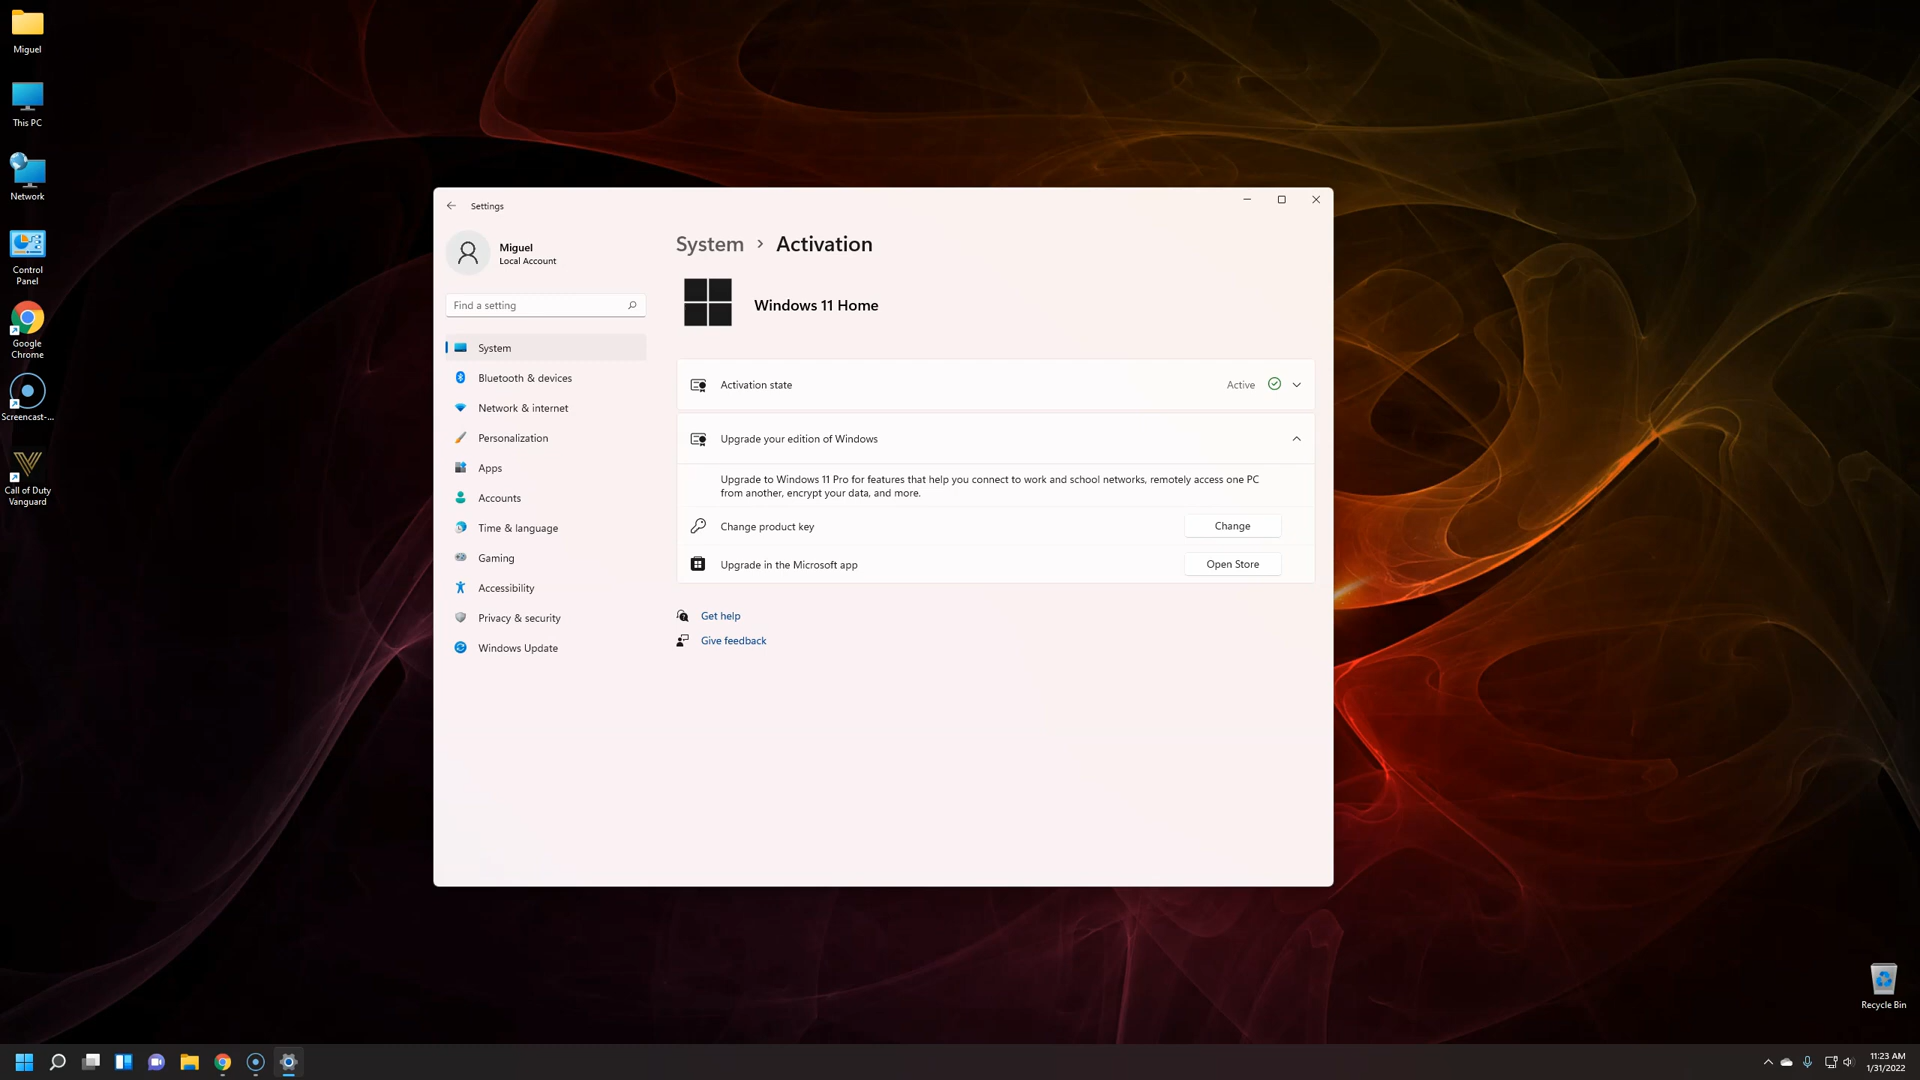 Miguel
This PC
Network
Control
Panel
Google
Chrome
Screencast-...
Call of Duty
Vanguard
Settings
Miguel
Local Account
Find a setting
System
Bluetooth & devices
Network & internet
Personalization
Apps
Accounts
Time & language
Gaming
Accessibility
Privacy & security
Windows Update
System > Activation
Windows 11 Home
Activation state Active
Upgrade your edition of Windows
Upgrade to Windows 11 Pro for features that help you connect to work and school networks, remotely access one PC
from another, encrypt your data, and more.
Change product key Change
Upgrade in the Microsoft app Open Store
Get help
Give feedback
Recycle Bin
11:23 AM
1/31/2022